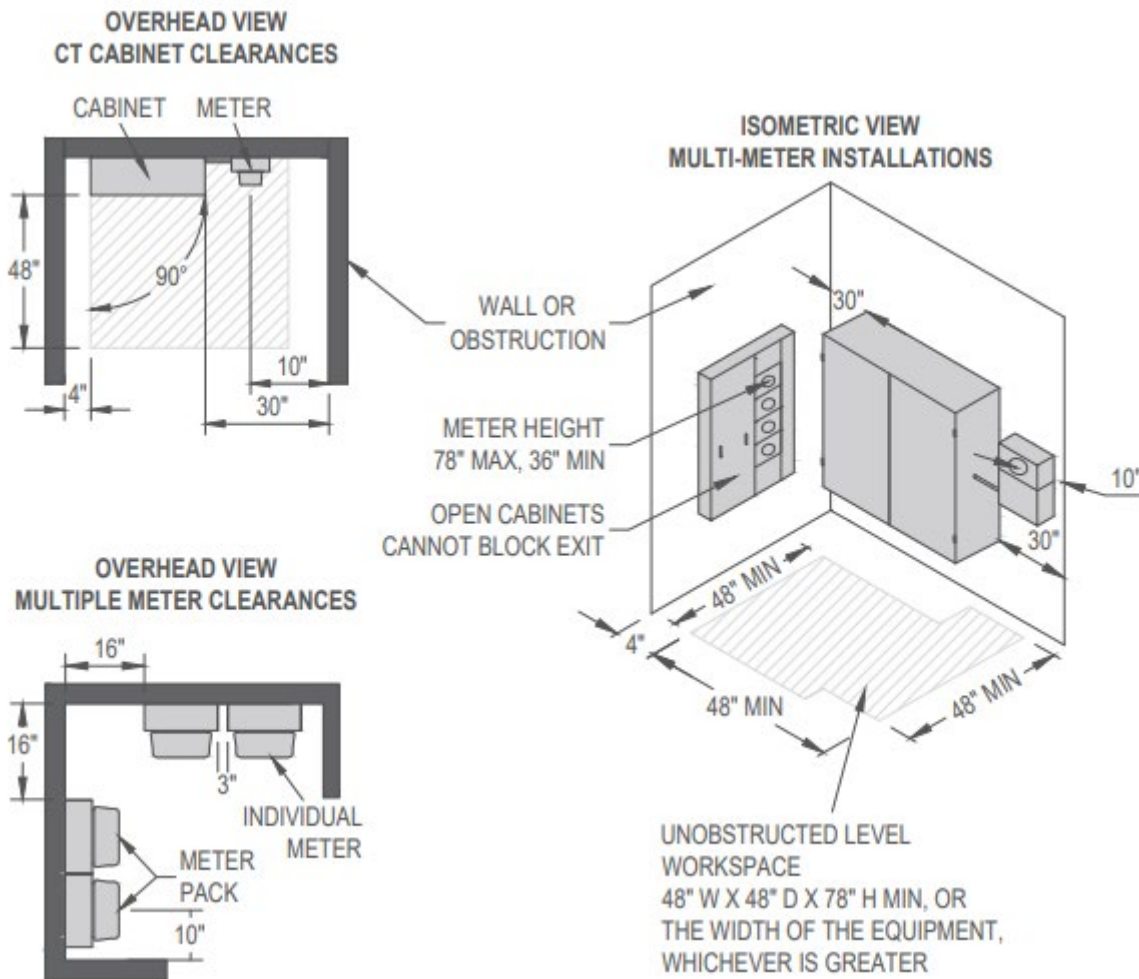 OVERHEAD VIEW
CT CABINET CLEARANCES
CABINET
METER
48"
90°
10"
4"
30"
ISOMETRIC VIEW
MULTI-METER INSTALLATIONS
30"
WALL OR
OBSTRUCTION
METER HEIGHT
78" MAX, 36" MIN
OPEN CABINETS
CANNOT BLOCK EXIT
10"
30"
48" MIN
4"
48" MIN
48" MIN
UNOBSTRUCTED LEVEL
WORKSPACE
48" W X 48" D X 78" H MIN, OR
THE WIDTH OF THE EQUIPMENT,
WHICHEVER IS GREATER
OVERHEAD VIEW
MULTIPLE METER CLEARANCES
16"
16"
3"
INDIVIDUAL
METER
METER
PACK
10"